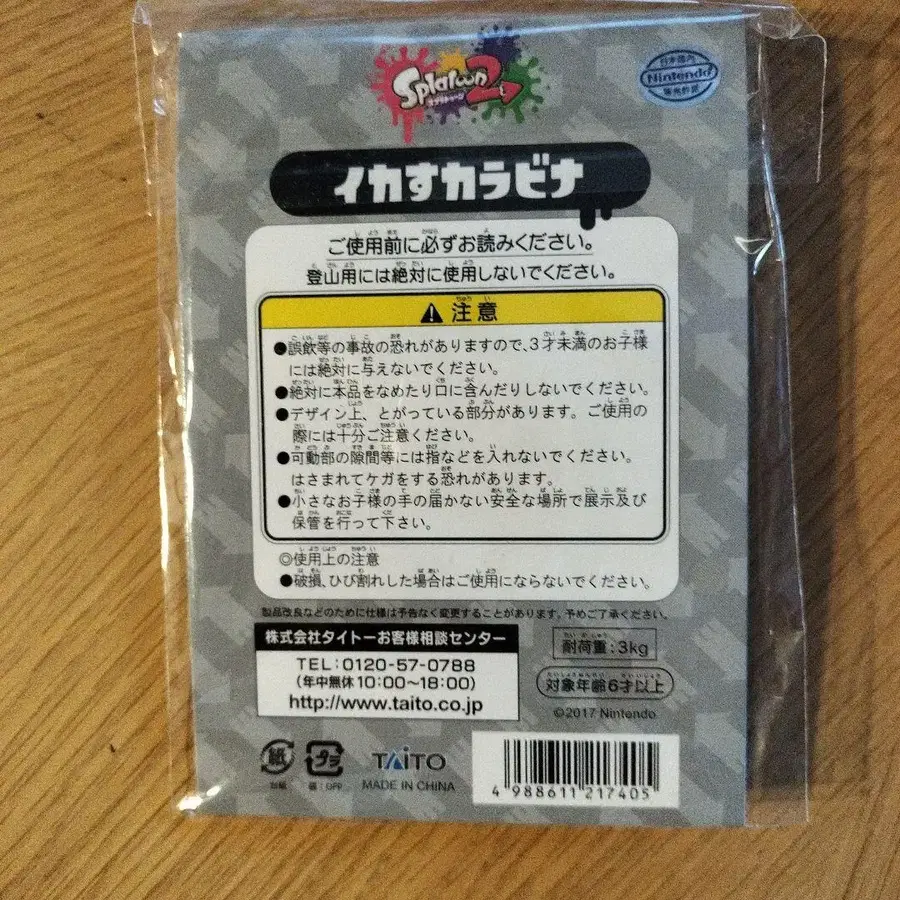 Splatoon 2
スプラトゥーン
日本国内
Nintendo
販売許諾
イカすカラビナ
ご使用前に必ずお読みください。
登山用には絶対に使用しないでください。
注意
●誤飲等の事故の恐れがありますので、3才未満のお子様
には絶対に与えないでください。
●絶対に本品をなめたり口に含んだりしないでください。
●デザイン上、とがっている部分があります。ご使用の
際には十分ご注意ください。
●可動部の隙間等には指などを入れないでください。
はさまれてケガをする恐れがあります。
●小さなお子様の手の届かない安全な場所で展示及び
保管を行って下さい。
◎使用上の注意
●破損、ひび割れした場合はご使用にならないでください。
製品改良などのために仕様は予告なく変更することがあります。予めご了承ください。
株式会社タイトーお客様相談センター
TEL:0120-57-0788
(年中無休10:00~18:00)
http://www.taito.co.jp
耐荷重:3kg
対象年齢6才以上
©2017 Nintendo
紙
プラ
台紙
袋:OPP
TAITO
MADE IN CHINA
4 988611 217405